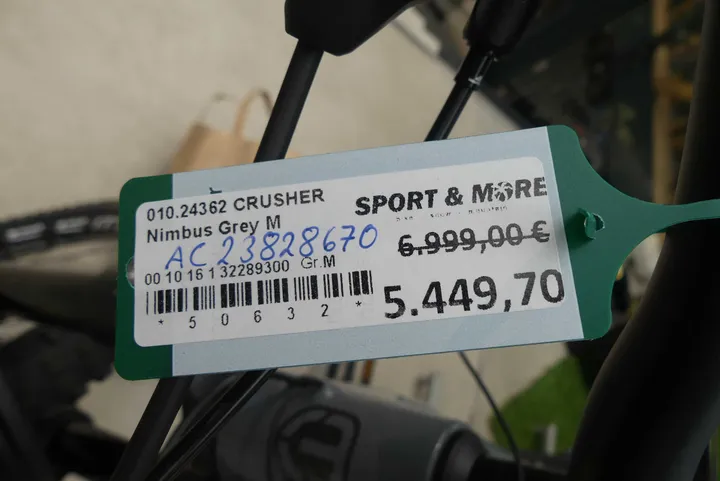 010.24362 CRUSHER
Nimbus Grey M
AC 23828670
00 10 16 1 32289300 Gr.M
* 5 0 6 3 2 *
SPORT & MORE
6.999,00 €
5.449,70